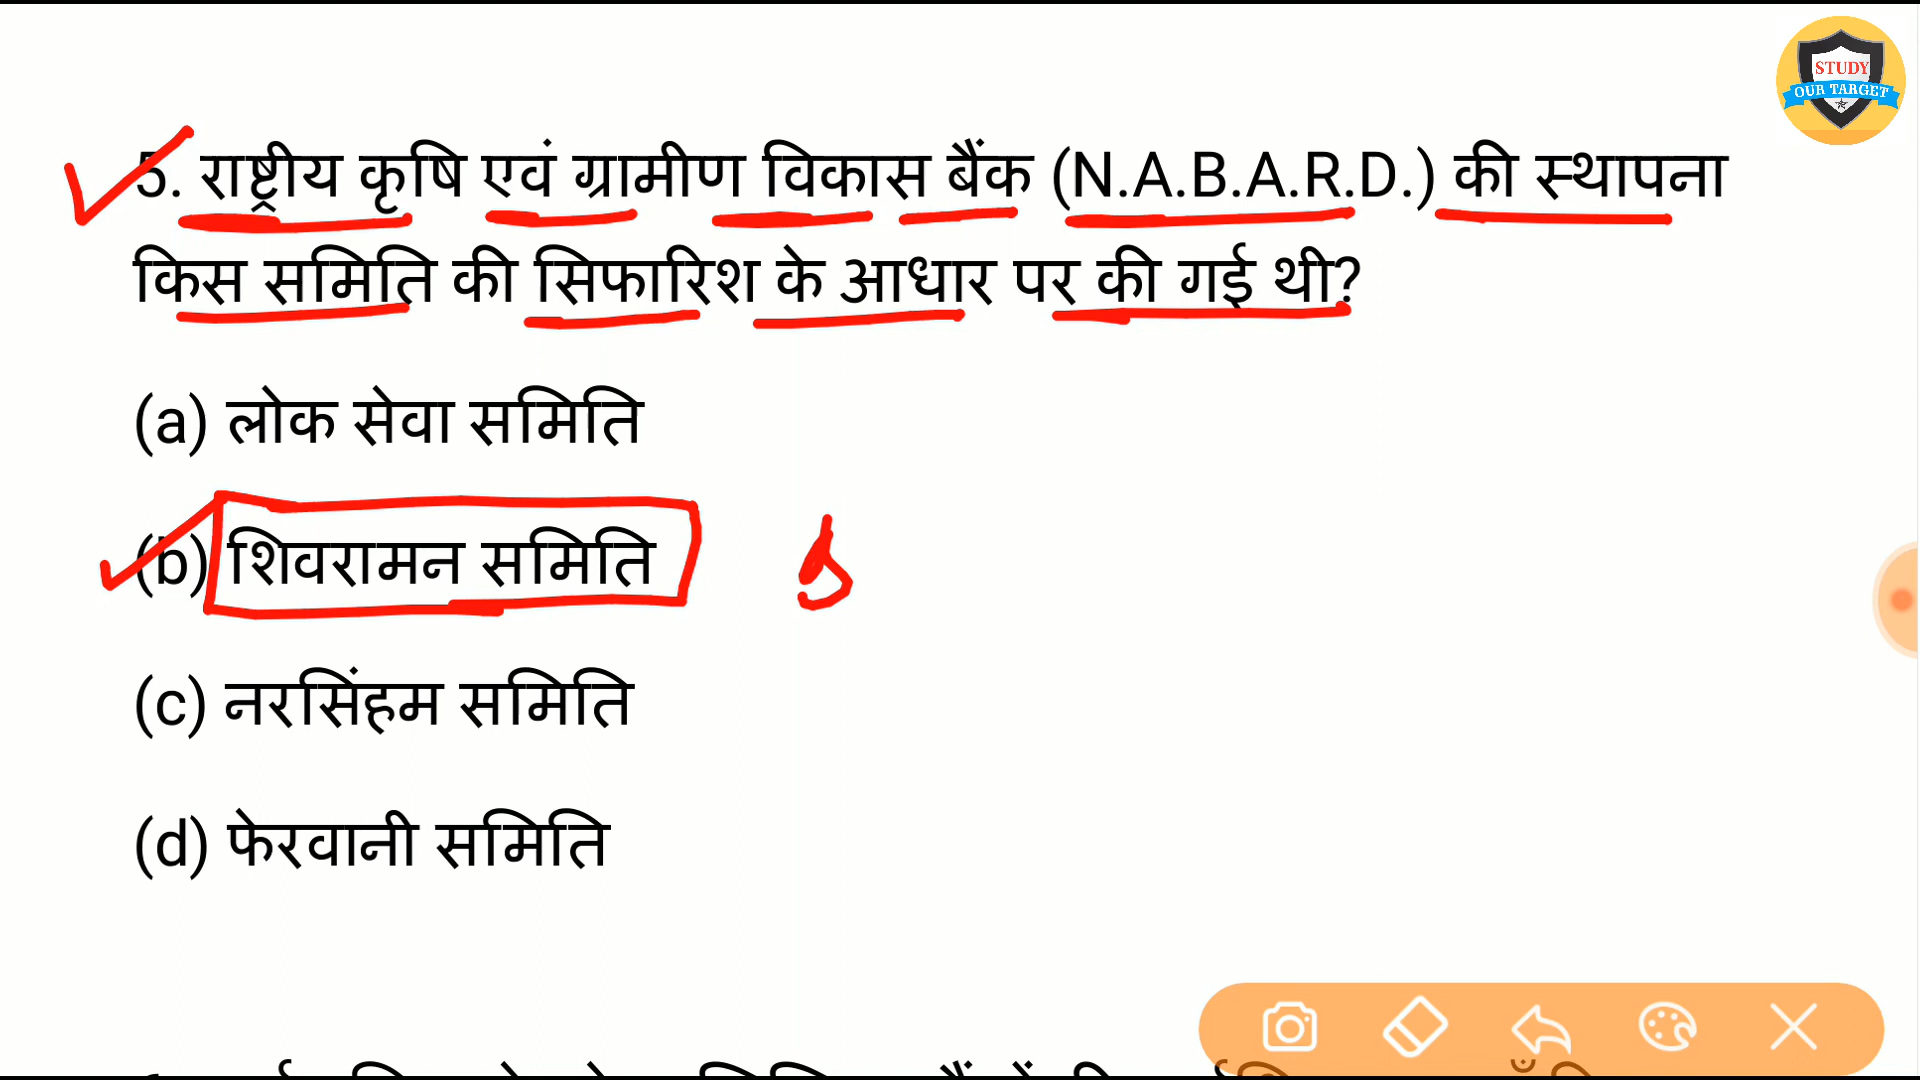 STUDY
OUR TARGET
5. राष्ट्रीय कृषि एवं ग्रामीण विकास बैंक (N.A.B.A.R.D.) की स्थापना
किस समिति की सिफारिश के आधार पर की गई थी?
(a) लोक सेवा समिति
(b) शिवरामन समिति
(c) नरसिंहम समिति
(d) फेरवानी समिति